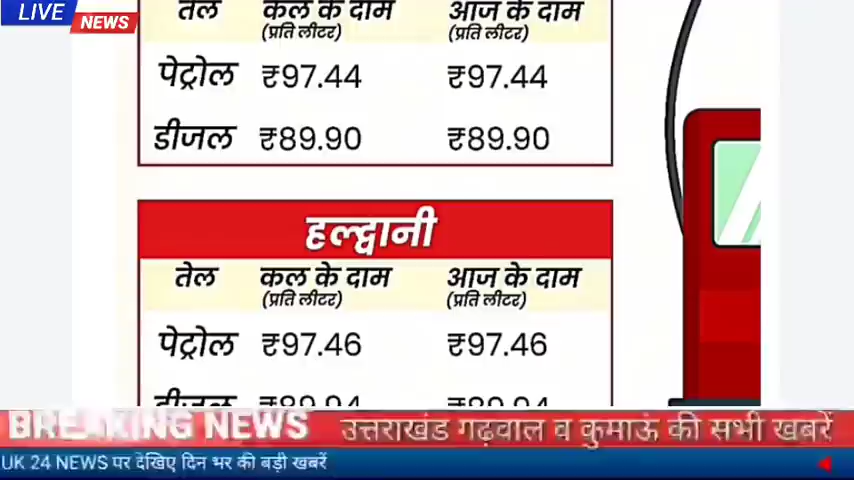 LIVE
NEWS
तेल कल के दाम आज के दाम
(प्रति लीटर) (प्रति लीटर)
पेट्रोल ₹97.44 ₹97.44
डीजल ₹89.90 ₹89.90
हल्द्वानी
तेल कल के दाम आज के दाम
(प्रति लीटर) (प्रति लीटर)
पेट्रोल ₹97.46 ₹97.46
BREAKING NEWS उत्तराखंड गढ़वाल व कुमाऊं की सभी खबरें
UK 24 NEWS पर देखिए दिन भर की बड़ी खबरें